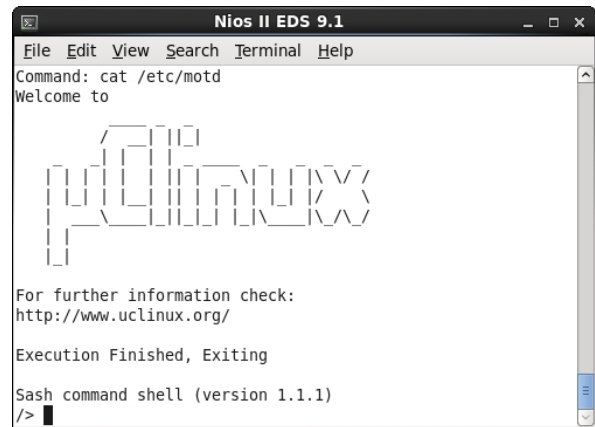 Nios II EDS 9.1
File Edit View Search Terminal Help
Command: cat /etc/motd
Welcome to
µClinux
For further information check:
http://www.uclinux.org/
Execution Finished, Exiting
Sash command shell (version 1.1.1)
/>